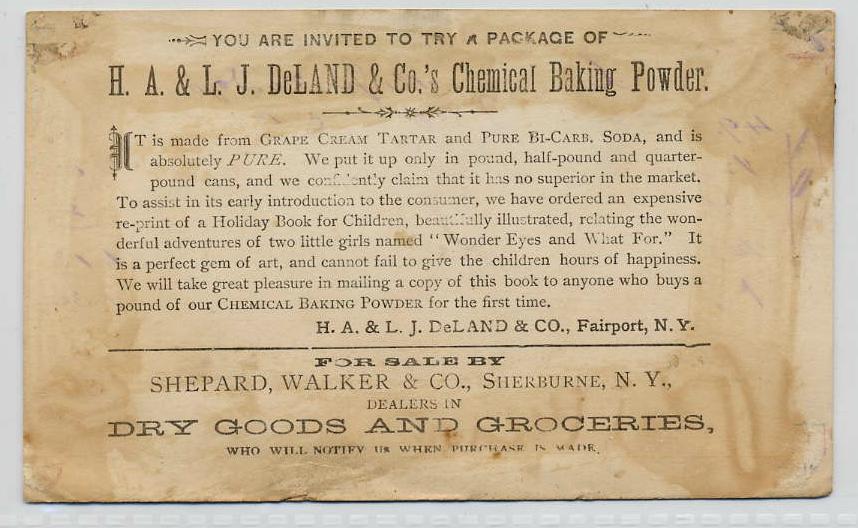 YOU ARE INVITED TO TRY A PACKAGE OF
H. A. & L. J. DeLAND & Co.'s Chemical Baking Powder.
IT is made from GRAPE CREAM TARTAR and PURE BI-CARB. SODA, and is
absolutely PURE. We put it up only in pound, half-pound and quarter-
pound cans, and we confidently claim that it has no superior in the market.
To assist in its early introduction to the consumer, we have ordered an expensive
re-print of a Holiday Book for Children, beautifully illustrated, relating the won-
derful adventures of two little girls named "Wonder Eyes and What For." It
is a perfect gem of art, and cannot fail to give the children hours of happiness.
We will take great pleasure in mailing a copy of this book to anyone who buys a
pound of our CHEMICAL BAKING POWDER for the first time.
H. A. & L. J. DeLAND & CO., Fairport, N. Y.
FOR SALE BY
SHEPARD, WALKER & CO., SHERBURNE, N. Y.,
DEALERS IN
DRY GOODS AND GROCERIES,
WHO WILL NOTIFY US WHEN PURCHASE IS MADE.